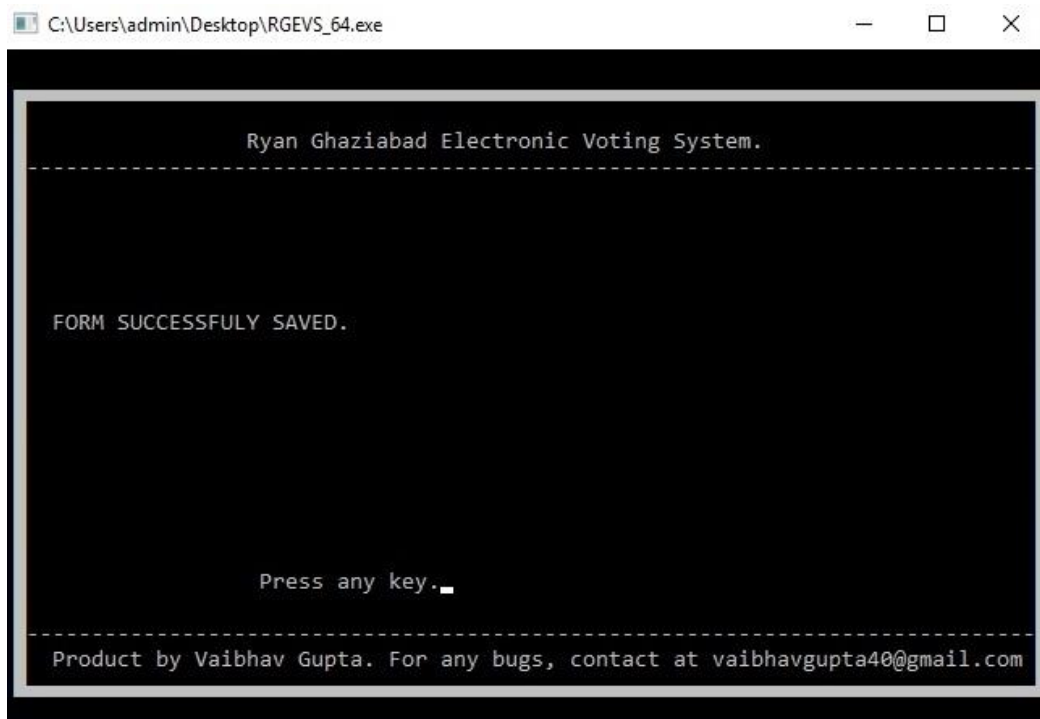 C:\Users\admin\Desktop\RGEVS_64.exe
Ryan Ghaziabad Electronic Voting System.
FORM SUCCESSFULY SAVED.
Press any key.
Product by Vaibhav Gupta. For any bugs, contact at vaibhavgupta40@gmail.com